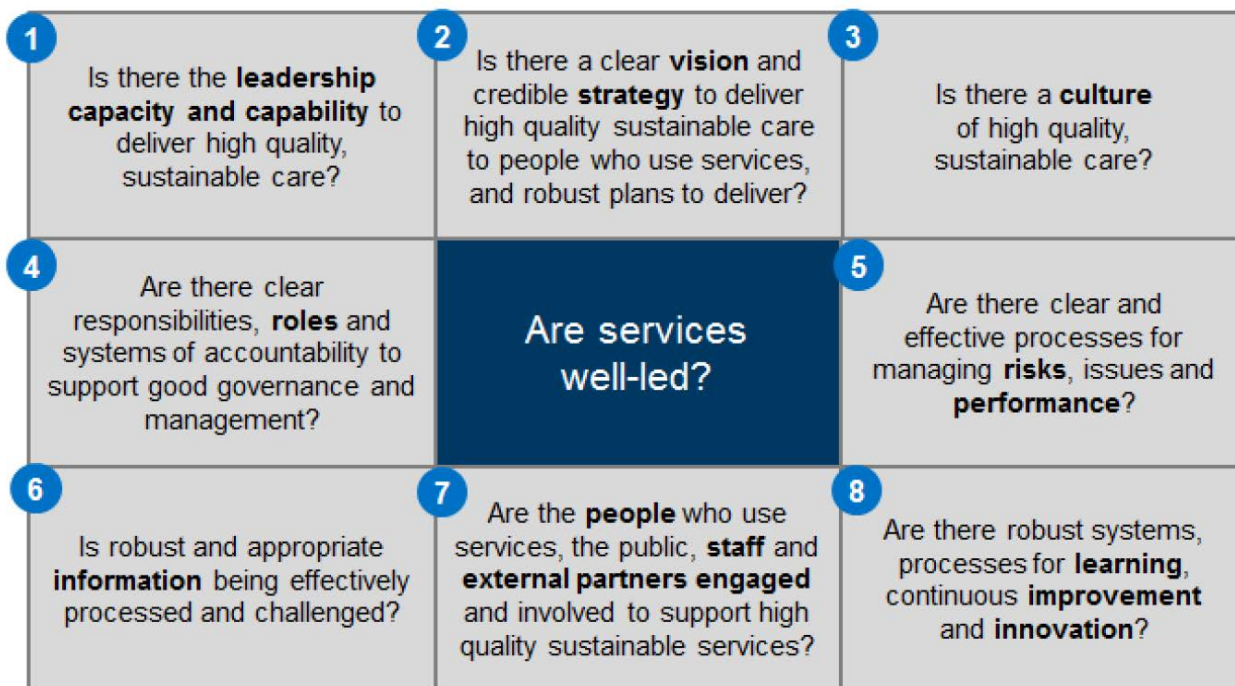 1
Is there the leadership
capacity and capability to
deliver high quality,
sustainable care?
2
Is there a clear vision and
credible strategy to deliver
high quality sustainable care
to people who use services,
and robust plans to deliver?
3
Is there a culture
of high quality,
sustainable care?
4
Are there clear
responsibilities, roles and
systems of accountability to
support good governance and
management?
Are services
well-led?
5
Are there clear and
effective processes for
managing risks, issues and
performance?
6
Is robust and appropriate
information being effectively
processed and challenged?
7
Are the people who use
services, the public, staff and
external partners engaged
and involved to support high
quality sustainable services?
8
Are there robust systems,
processes for learning,
continuous improvement
and innovation?